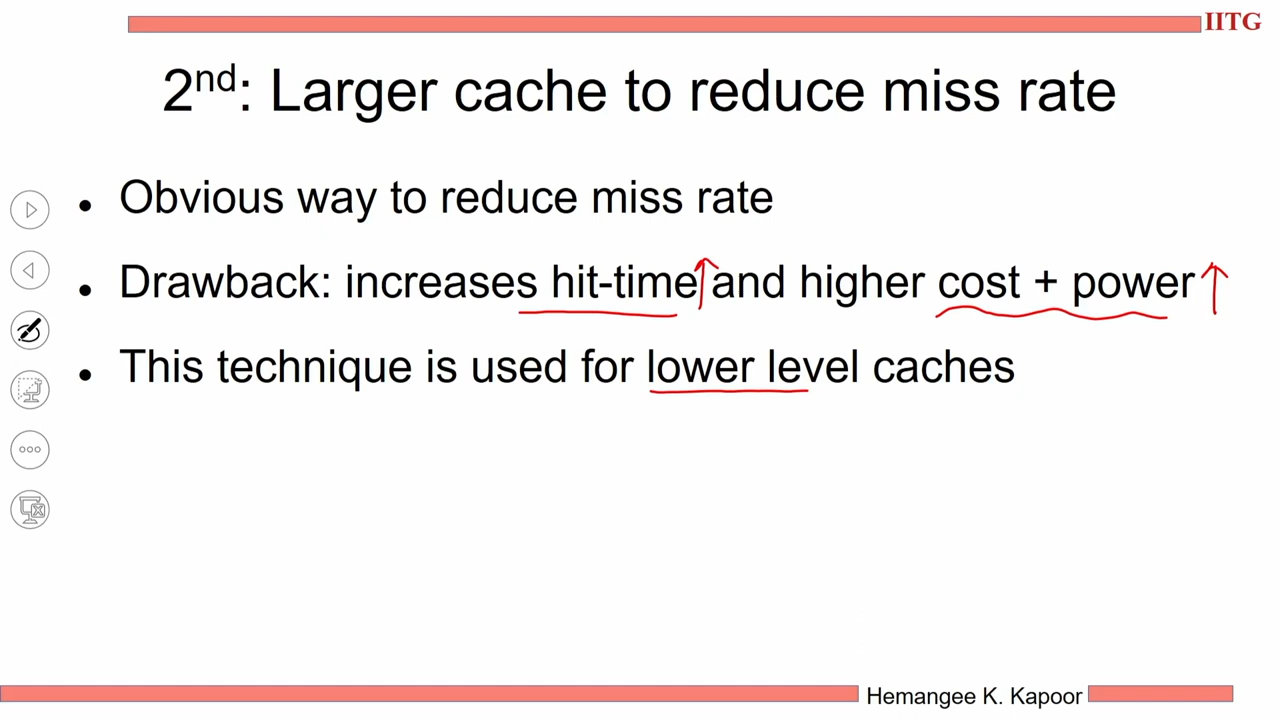 IITG
2nd: Larger cache to reduce miss rate
• Obvious way to reduce miss rate
• Drawback: increases hit-time and higher cost + power
• This technique is used for lower level caches
Hemangee K. Kapoor